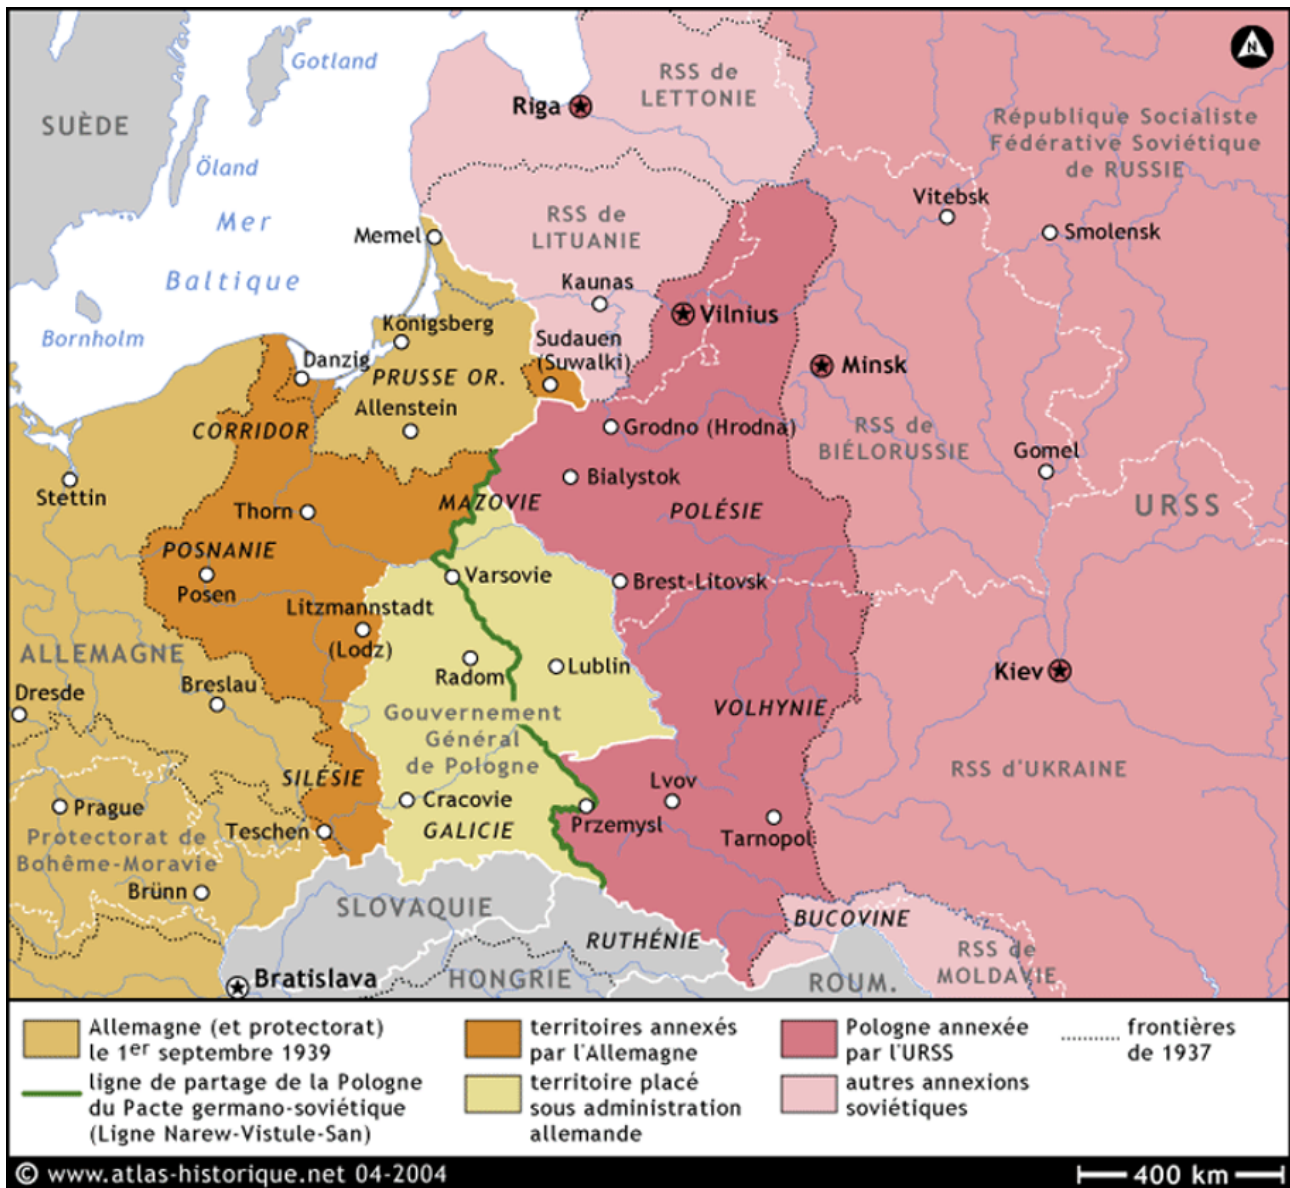 Gotland
N
SUÈDE
RSS de
LETTONIE
Riga
République Socialiste
Fédérative Soviétique
de RUSSIE
Öland
Mer
Baltique
Memel
RSS de
LITUANIE
Vitebsk
Smolensk
Kaunas
Vilnius
Bornholm
Königsberg
Sudauen
(Suwalki)
Danzig
PRUSSE OR.
Minsk
Allenstein
CORRIDOR
Grodno (Hrodna)
RSS de
BIÉLORUSSIE
Gomel
Stettin
Bialystok
Thorn
MAZOVIE
POLÉSIE
URSS
POSNANIE
Posen
Varsovie
Brest-Litovsk
Litzmannstadt
(Lodz)
ALLEMAGNE
Radom
Lublin
Kiev
Dresde
Breslau
Gouvernement
Général
de Pologne
VOLHYNIE
SILÉSIE
Lvov
RSS d'UKRAINE
Prague
Cracovie
Protectorat de
Bohême-Moravie
Teschen
GALICIE
Przemysl
Tarnopol
Brünn
SLOVAQUIE
BUCOVINE
RUTHÉNIE
RSS de
MOLDAVIE
Bratislava
HONGRIE
ROUM.
Allemagne (et protectorat)
le 1er septembre 1939
ligne de partage de la Pologne
du Pacte germano-soviétique
(Ligne Narew-Vistule-San)
territoires annexés
par l'Allemagne
territoire placé
sous administration
allemande
Pologne annexée
par l'URSS
autres annexions
soviétiques
frontières
de 1937
© www.atlas-historique.net 04-2004
400 km